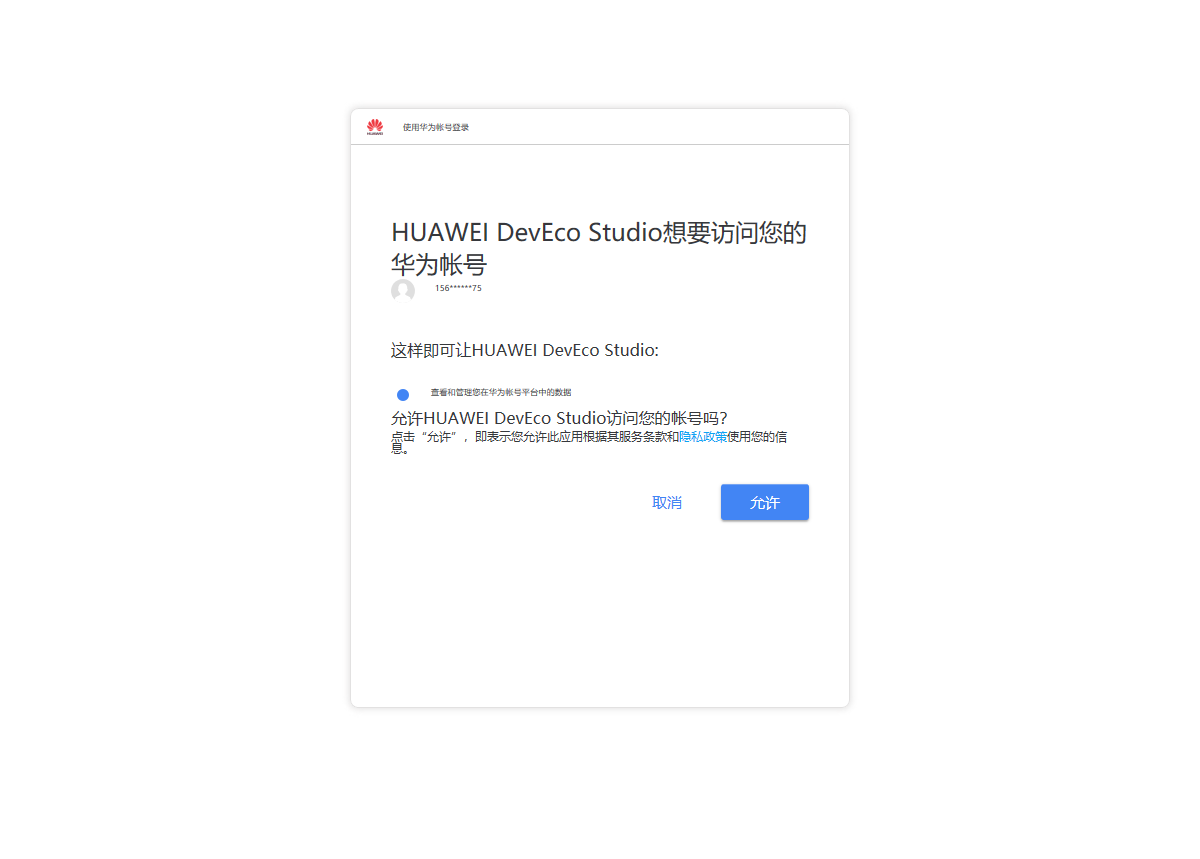 HUAWEI
使用华为帐号登录
HUAWEI DevEco Studio想要访问您的
华为帐号
156******75
这样即可让HUAWEI DevEco Studio:
查看和管理您在华为帐号平台中的数据
允许HUAWEI DevEco Studio访问您的帐号吗?
点击“允许”，即表示您允许此应用根据其服务条款和隐私政策使用您的信
息。
取消
允许